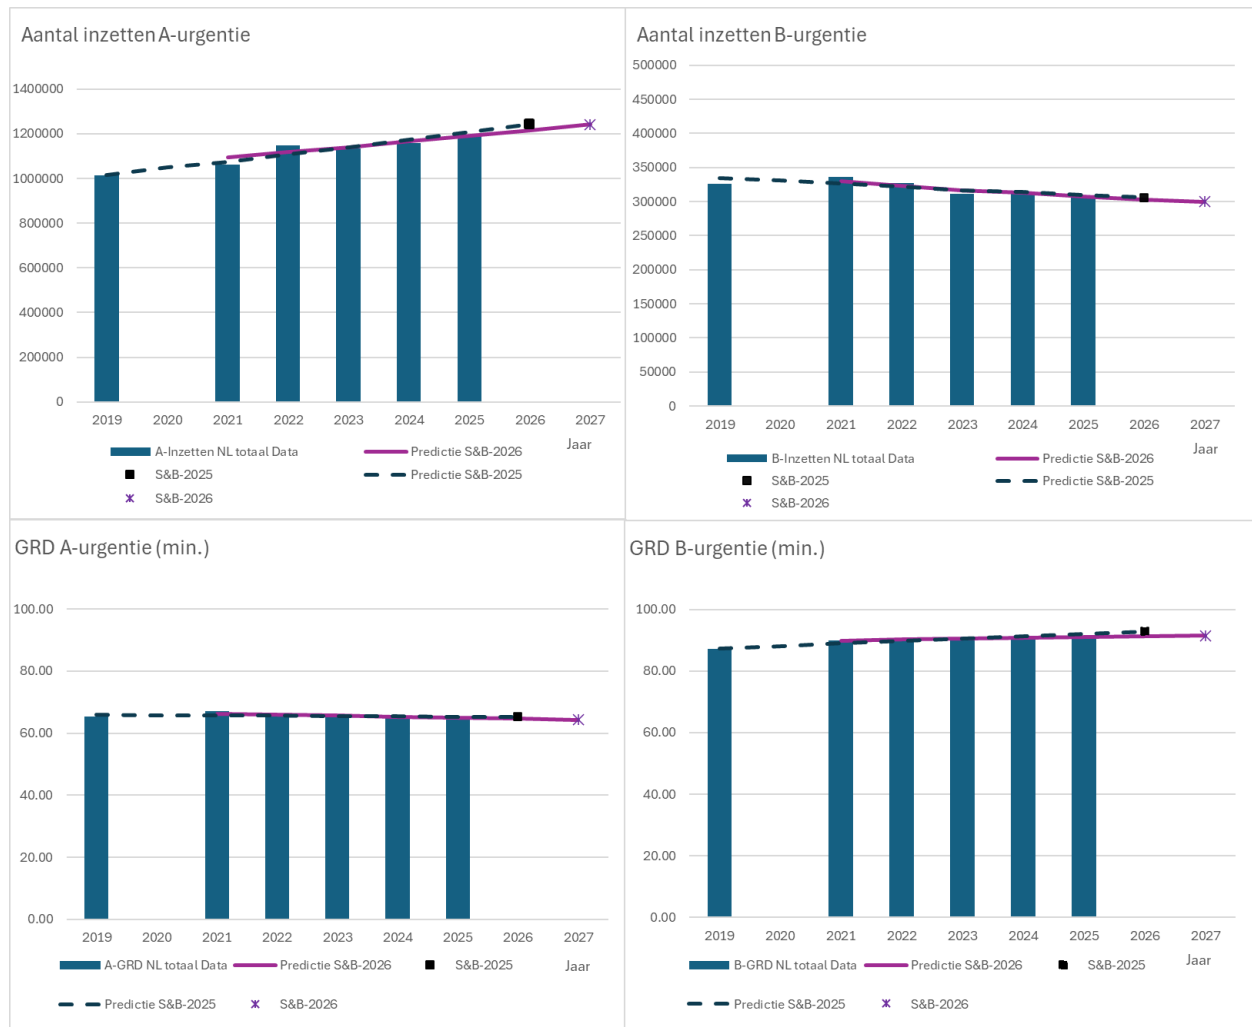 Aantal inzetten A-urgentie
1400000
1200000
1000000
800000
600000
400000
200000
0
2019 2020 2021 2022 2023 2024 2025 2026 2027
Jaar
A-Inzetten NL totaal Data
Predictie S&B-2026
S&B-2025
Predictie S&B-2025
S&B-2026
Aantal inzetten B-urgentie
500000
450000
400000
350000
300000
250000
200000
150000
100000
50000
0
2019 2020 2021 2022 2023 2024 2025 2026 2027
Jaar
B-Inzetten NL totaal Data
Predictie S&B-2026
S&B-2025
Predictie S&B-2025
S&B-2026
GRD A-urgentie (min.)
100.00
80.00
60.00
40.00
20.00
0.00
2019 2020 2021 2022 2023 2024 2025 2026 2027
A-GRD NL totaal Data
Predictie S&B-2026
S&B-2025
Jaar
Predictie S&B-2025
S&B-2026
GRD B-urgentie (min.)
100.00
80.00
60.00
40.00
20.00
0.00
2019 2020 2021 2022 2023 2024 2025 2026 2027
Jaar
B-GRD NL totaal Data
Predictie S&B-2026
S&B-2025
Predictie S&B-2025
S&B-2026